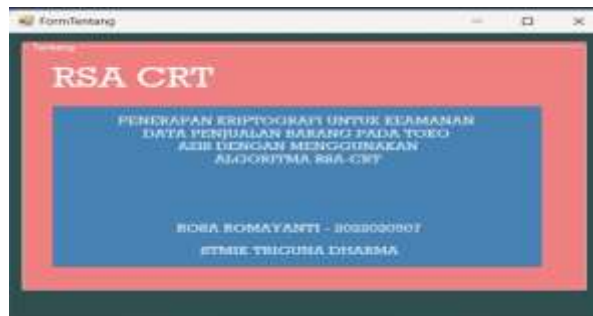 FormTentang
Tentang
RSA CRT
PENERAPAN KRIPTOGRAFI UNTUK KEAMANAN
DATA PENJUALAN BARANG PADA TOKO
AZIB DENGAN MENGGUNAKAN
ALGORITMA RSA-CRT
ROMAYANTI -
STMIK TRIGUNA DHARMA